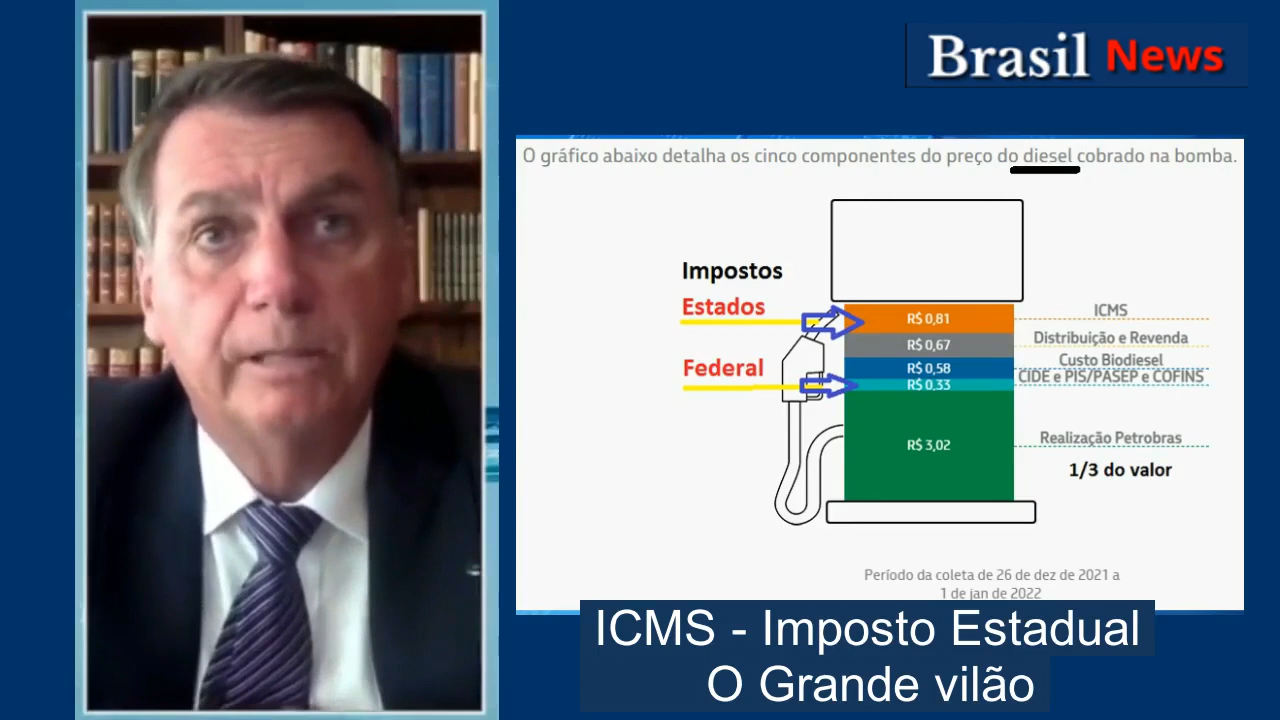 Brasil News
O gráfico abaixo detalha os cinco componentes do preço do diesel cobrado na bomba.
Impostos
Estados
Federal
R$ 0,81
R$ 0,67
R$ 0,58
R$ 0,33
R$ 3,02
ICMS
Distribuição e Revenda
Custo Biodiesel
CIDE e PIS/PASEP e COFINS
Realização Petrobras
1/3 do valor
Período da coleta de 26 de dez de 2021 a
1 de jan de 2022
ICMS - Imposto Estadual
O Grande vilão